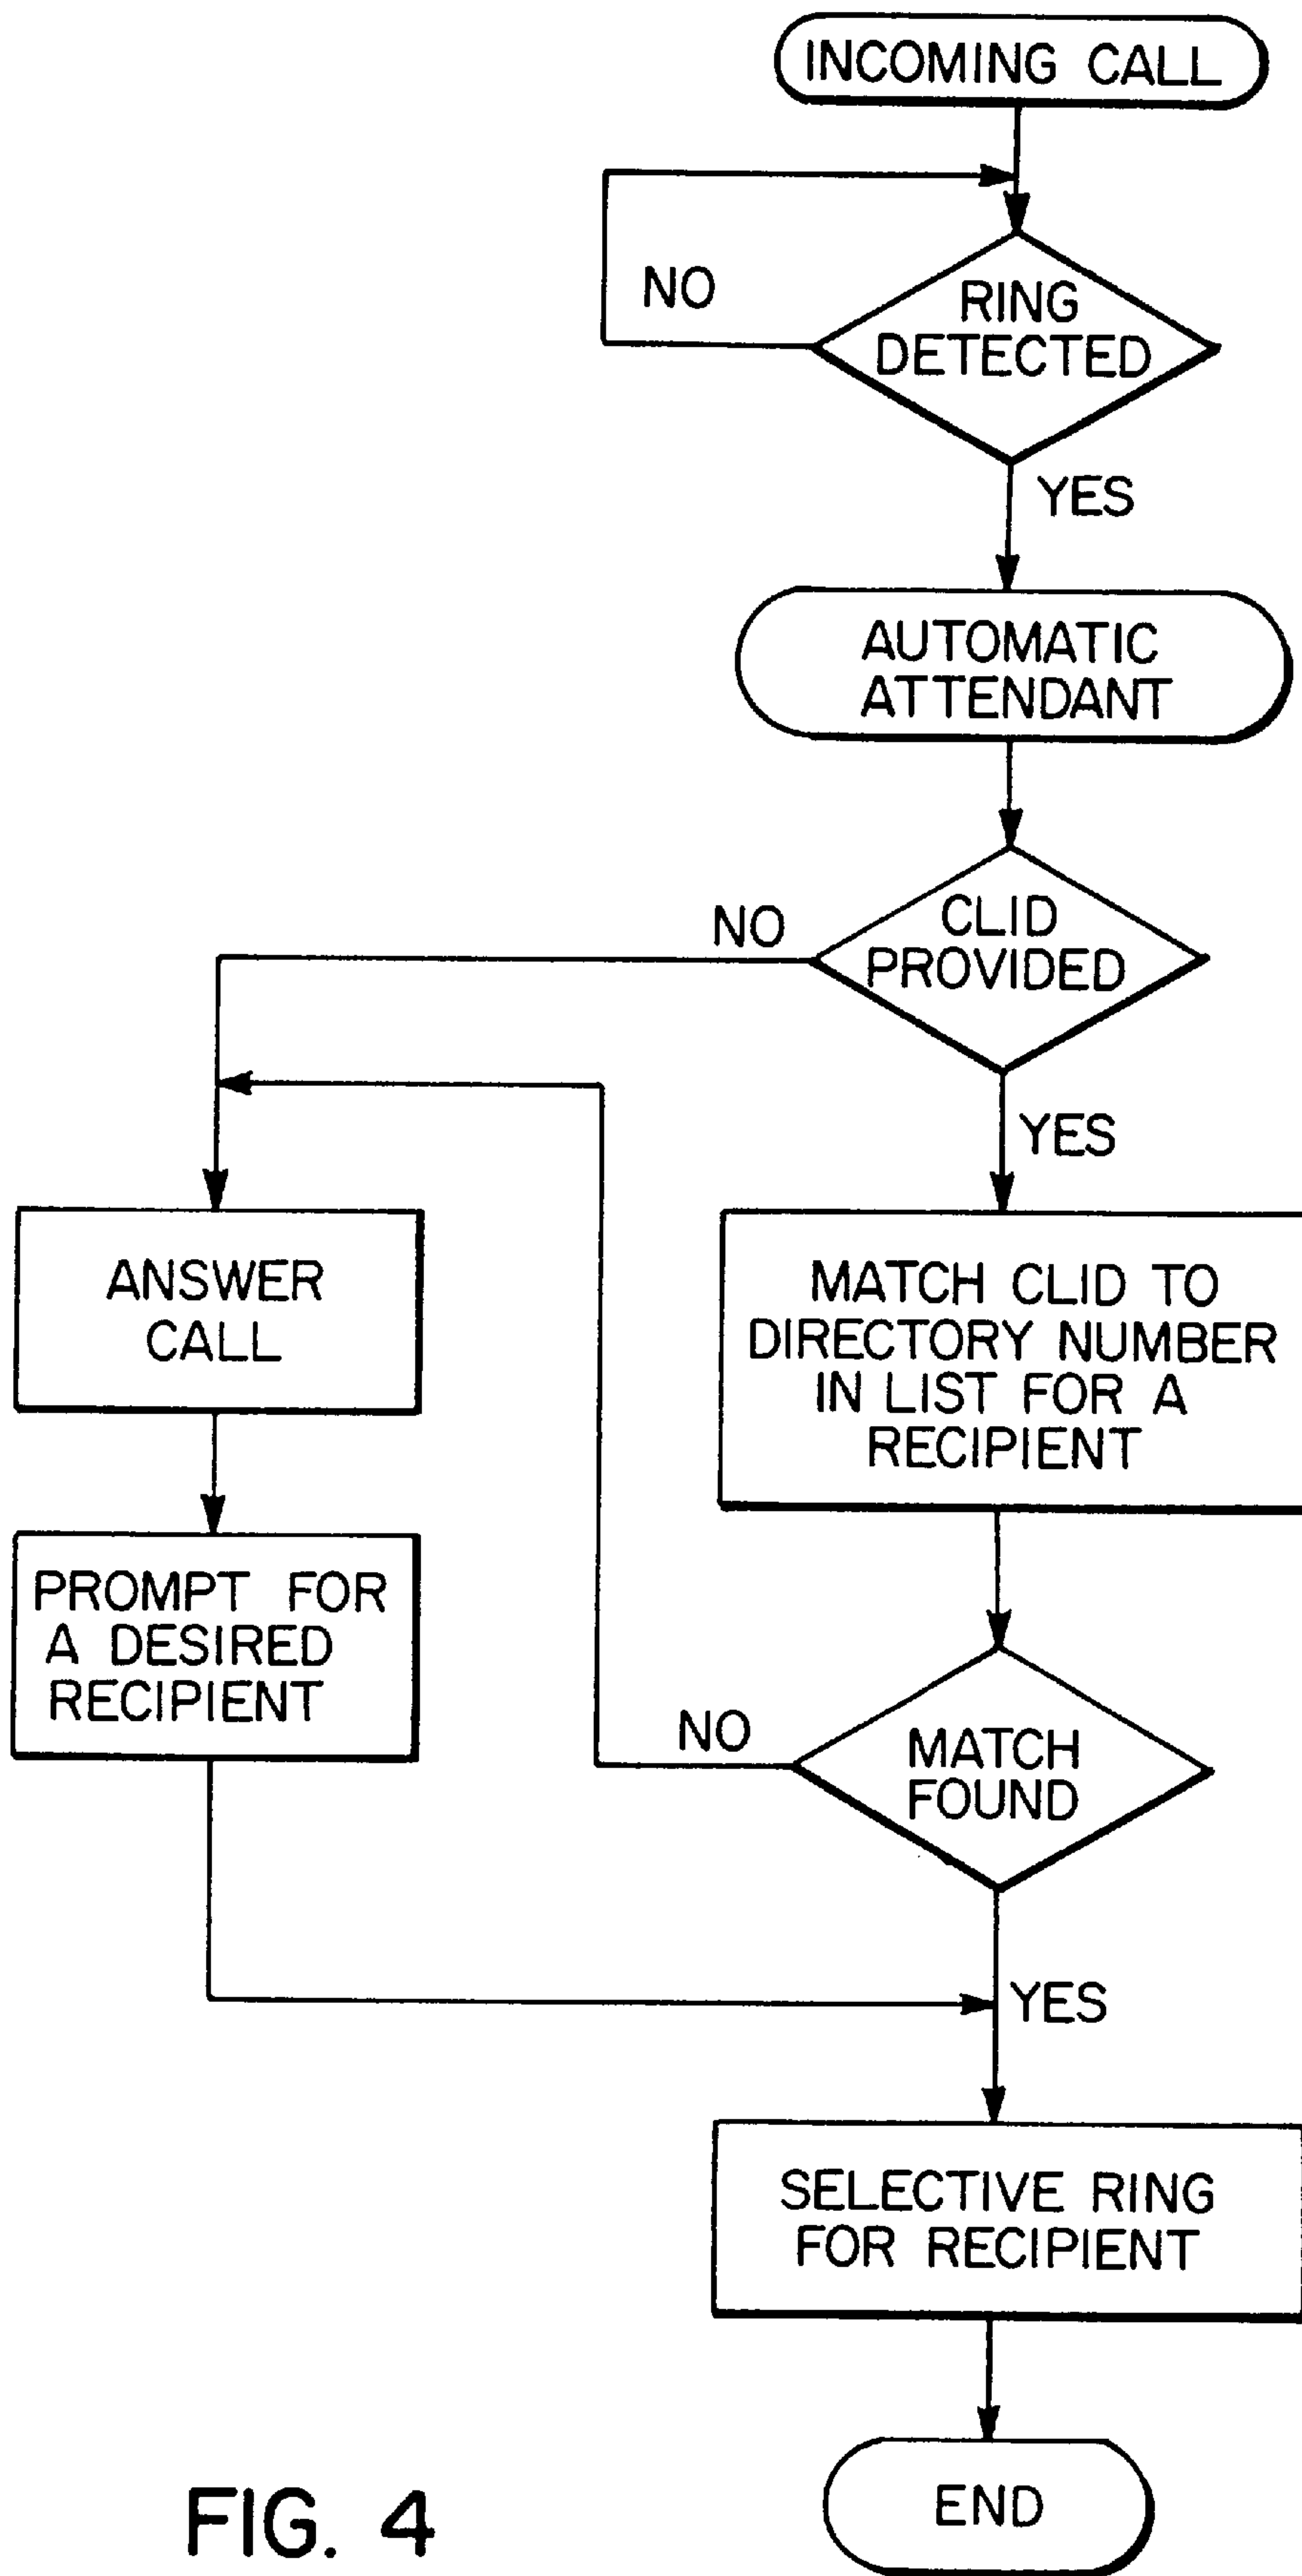 INCOMING CALL
NO
RING
DETECTED
YES
AUTOMATIC
ATTENDANT
NO
CLID
PROVIDED
YES
ANSWER
CALL
MATCH CLID TO
DIRECTORY NUMBER
IN LIST FOR A
RECIPIENT
PROMPT FOR
A DESIRED
RECIPIENT
NO
MATCH
FOUND
YES
SELECTIVE RING
FOR RECIPIENT
END
FIG. 4